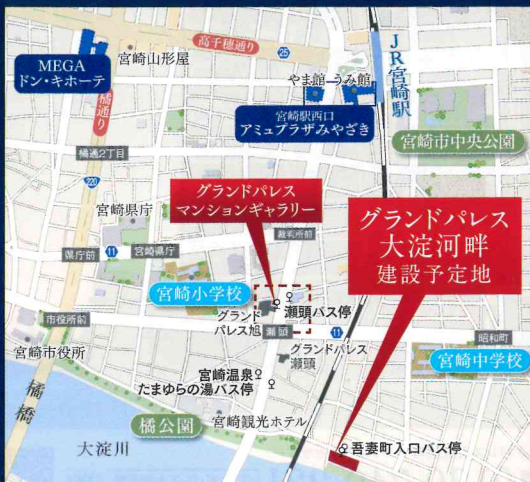 高千穂通り
25
宮崎山形屋
MEGA
ドン・キホーテ
橘通り
やま館
うみ館
JR宮崎駅
宮崎駅西口
アミュプラザみやざき
宮崎市中央公園
橘通2丁目
220
グランドパレス
マンションギャラリー
グランドパレス
大淀河畔
建設予定地
宮崎県庁
県庁前
11
宮崎県庁
裁判所前
宮崎小学校
瀬頭バス停
グランド
パレス旭
瀬頭
市役所前
11
昭和町
宮崎市役所
グランドパレス
瀬頭
宮崎中学校
宮崎温泉
たまゆらの湯バス停
橘橋
橘公園
宮崎観光ホテル
大淀川
吾妻町入口バス停